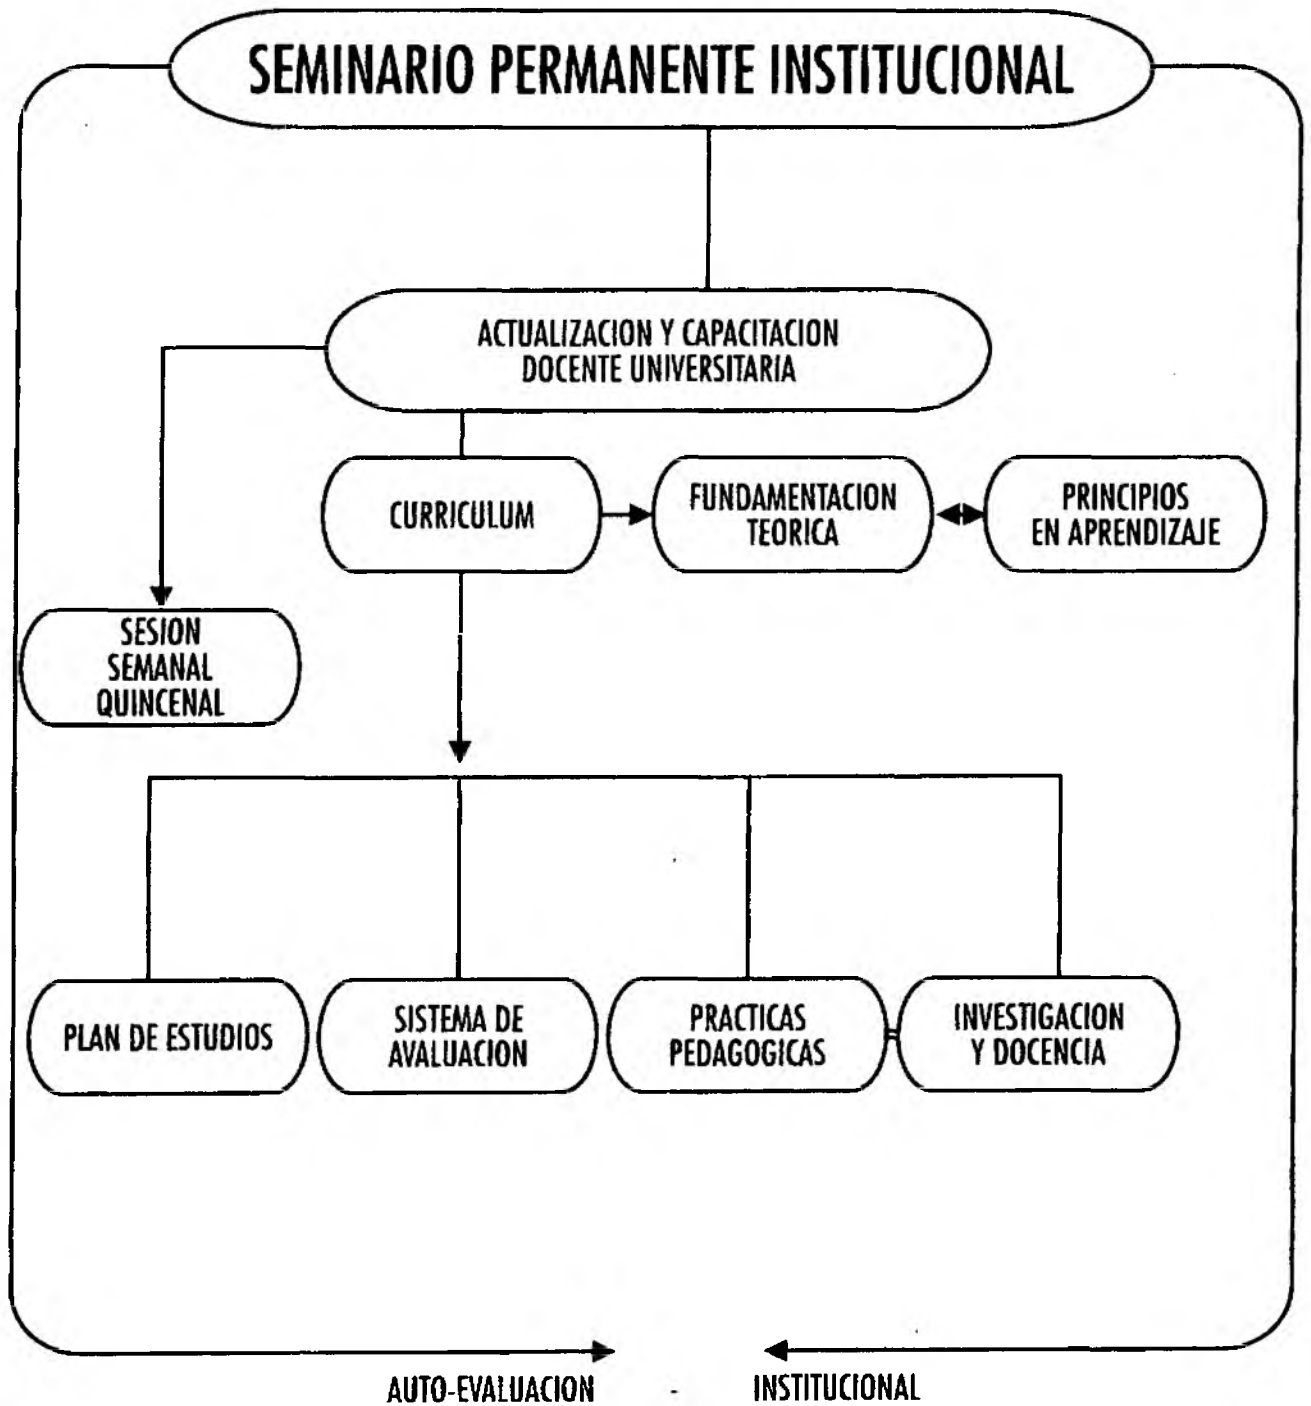 SEMINARIO PERMANENTE INSTITUCIONAL
ACTUALIZACION Y CAPACITACION
DOCENTE UNIVERSITARIA
CURRICULUM
FUNDAMENTACION
TEORICA
PRINCIPIOS
EN APRENDIZAJE
SESION
SEMANAL
QUINCENAL
PLAN DE ESTUDIOS
SISTEMA DE
AVALUACION
PRACTICAS
PEDAGOGICAS
INVESTIGACION
Y DOCENCIA
AUTO-EVALUACION - INSTITUCIONAL